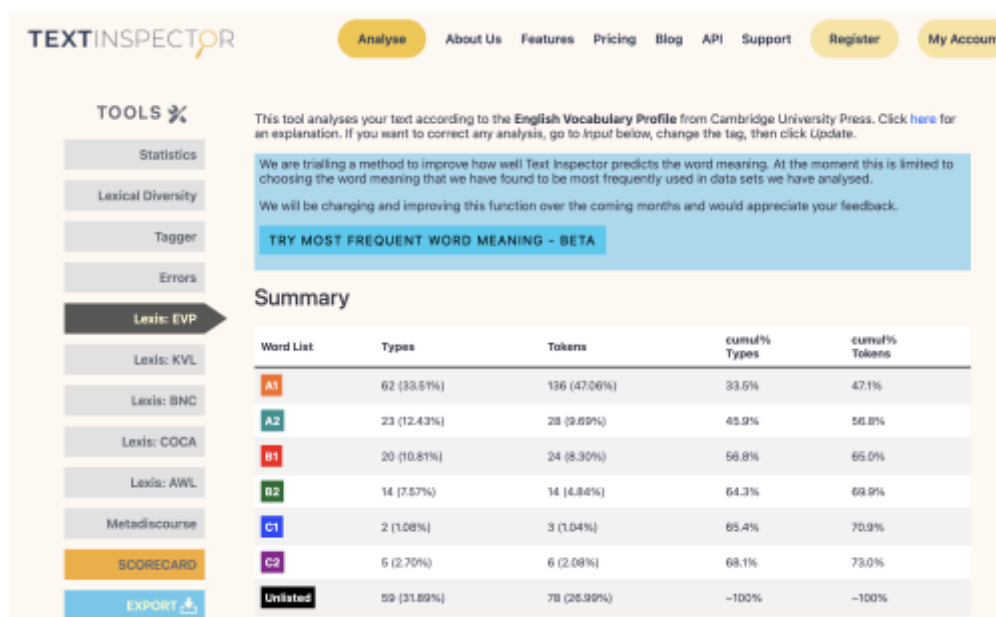 TEXTINSPECTOR
Analyse About Us Features Pricing Blog API Support Register My Accoun
TOOLS
Statistics
Lexical Diversity
Tagger
Errors
Lexis: EVP
Lexis: KVL
Lexis: BNC
Lexis: COCA
Lexis: AWL
Metadiscourse
SCORECARD
EXPORT
This tool analyses your text according to the English Vocabulary Profile from Cambridge University Press. Click here for
an explanation. If you want to correct any analysis, go to Input below, change the tag, then click Update.
We are trialling a method to improve how well Text Inspector predicts the word meaning. At the moment this is limited to
choosing the word meaning that we have found to be most frequently used in data sets we have analysed.
We will be changing and improving this function over the coming months and would appreciate your feedback.
TRY MOST FREQUENT WORD MEANING - BETA
Summary
Word List Types Tokens cumul% Types cumul% Tokens
A1 62 (33.51%) 136 (47.06%) 33.5% 47.1%
A2 23 (12.43%) 28 (9.69%) 45.9% 56.8%
B1 20 (10.81%) 24 (8.30%) 56.8% 65.0%
B2 14 (7.57%) 14 (4.84%) 64.3% 69.9%
C1 2 (1.08%) 3 (1.04%) 65.4% 70.9%
C2 5 (2.70%) 6 (2.08%) 68.1% 73.0%
Unlisted 59 (31.89%) 78 (26.99%) ~100% ~100%